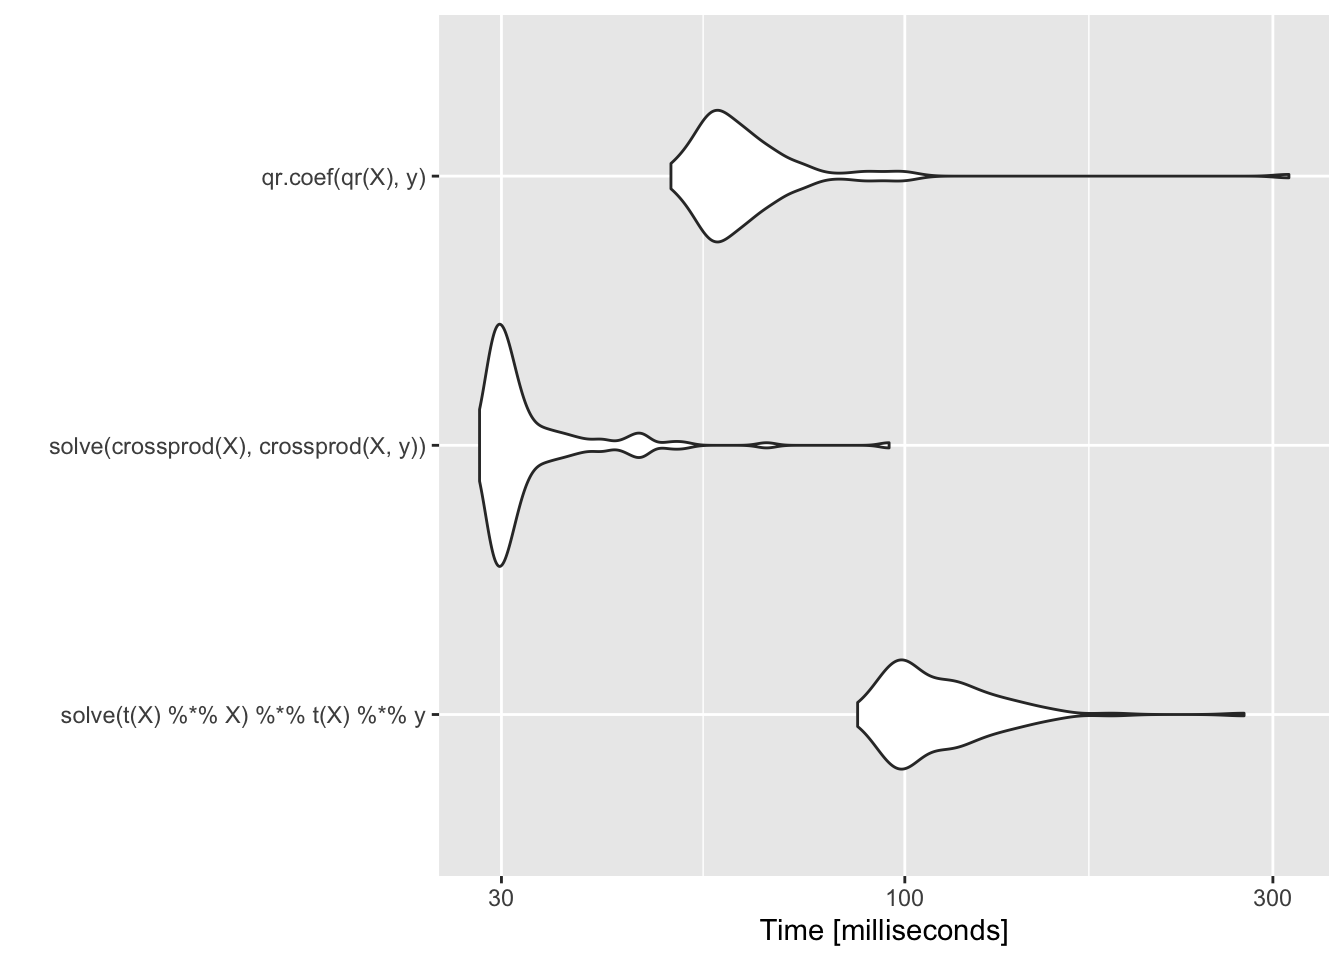 qr.coef(qr(X), y)
solve(crossprod(X), crossprod(X, y))
solve(t(X) %*% X) %*% t(X) %*% y
30 100 300
Time [milliseconds]